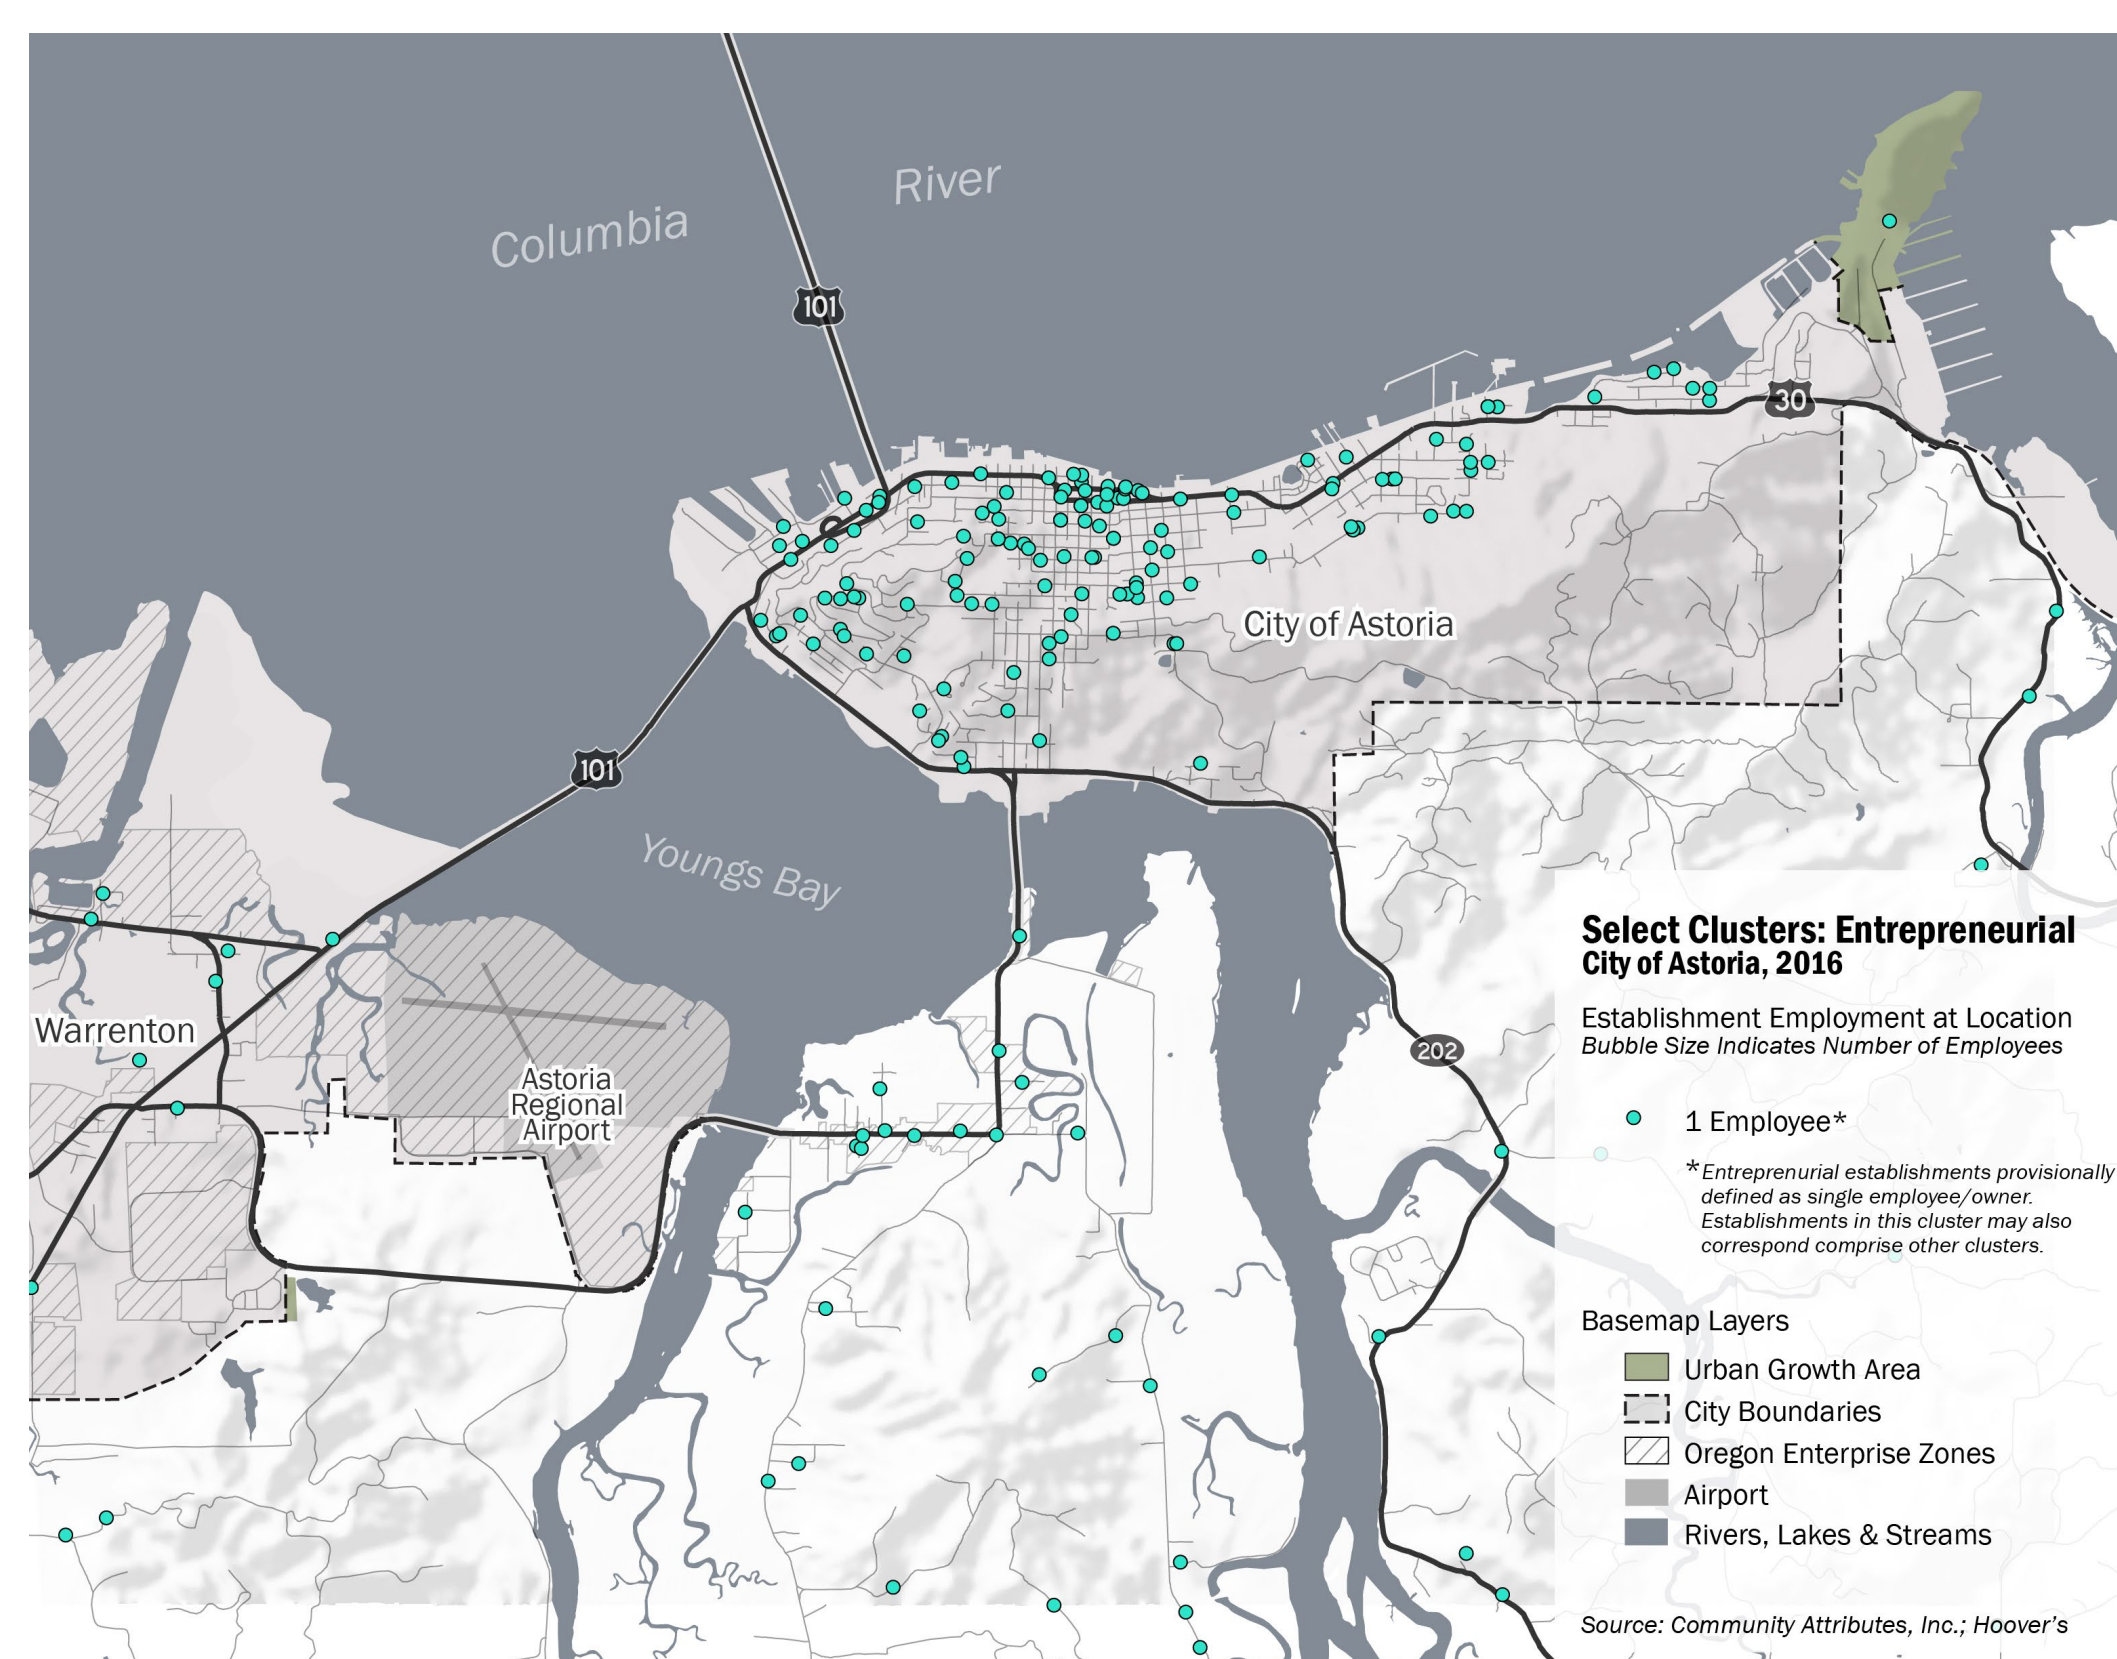 River
Columbia
101
30
City of Astoria
101
Youngs Bay
Warrenton
Astoria
Regional
Airport
202
Select Clusters: Entrepreneurial
City of Astoria, 2016
Establishment Employment at Location
Bubble Size Indicates Number of Employees
1 Employee*
*Entreprenurial establishments provisionally
defined as single employee/owner.
Establishments in this cluster may also
correspond comprise other clusters.
Basemap Layers
Urban Growth Area
City Boundaries
Oregon Enterprise Zones
Airport
Rivers, Lakes & Streams
Source: Community Attributes, Inc.; Hoover's